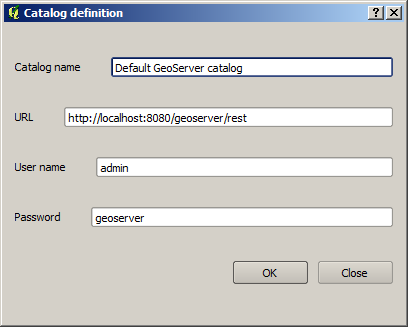 Catalog definition
Catalog name Default GeoServer catalog
URL http://localhost:8080/geoserver/rest
User name admin
Password geoserver
OK Close